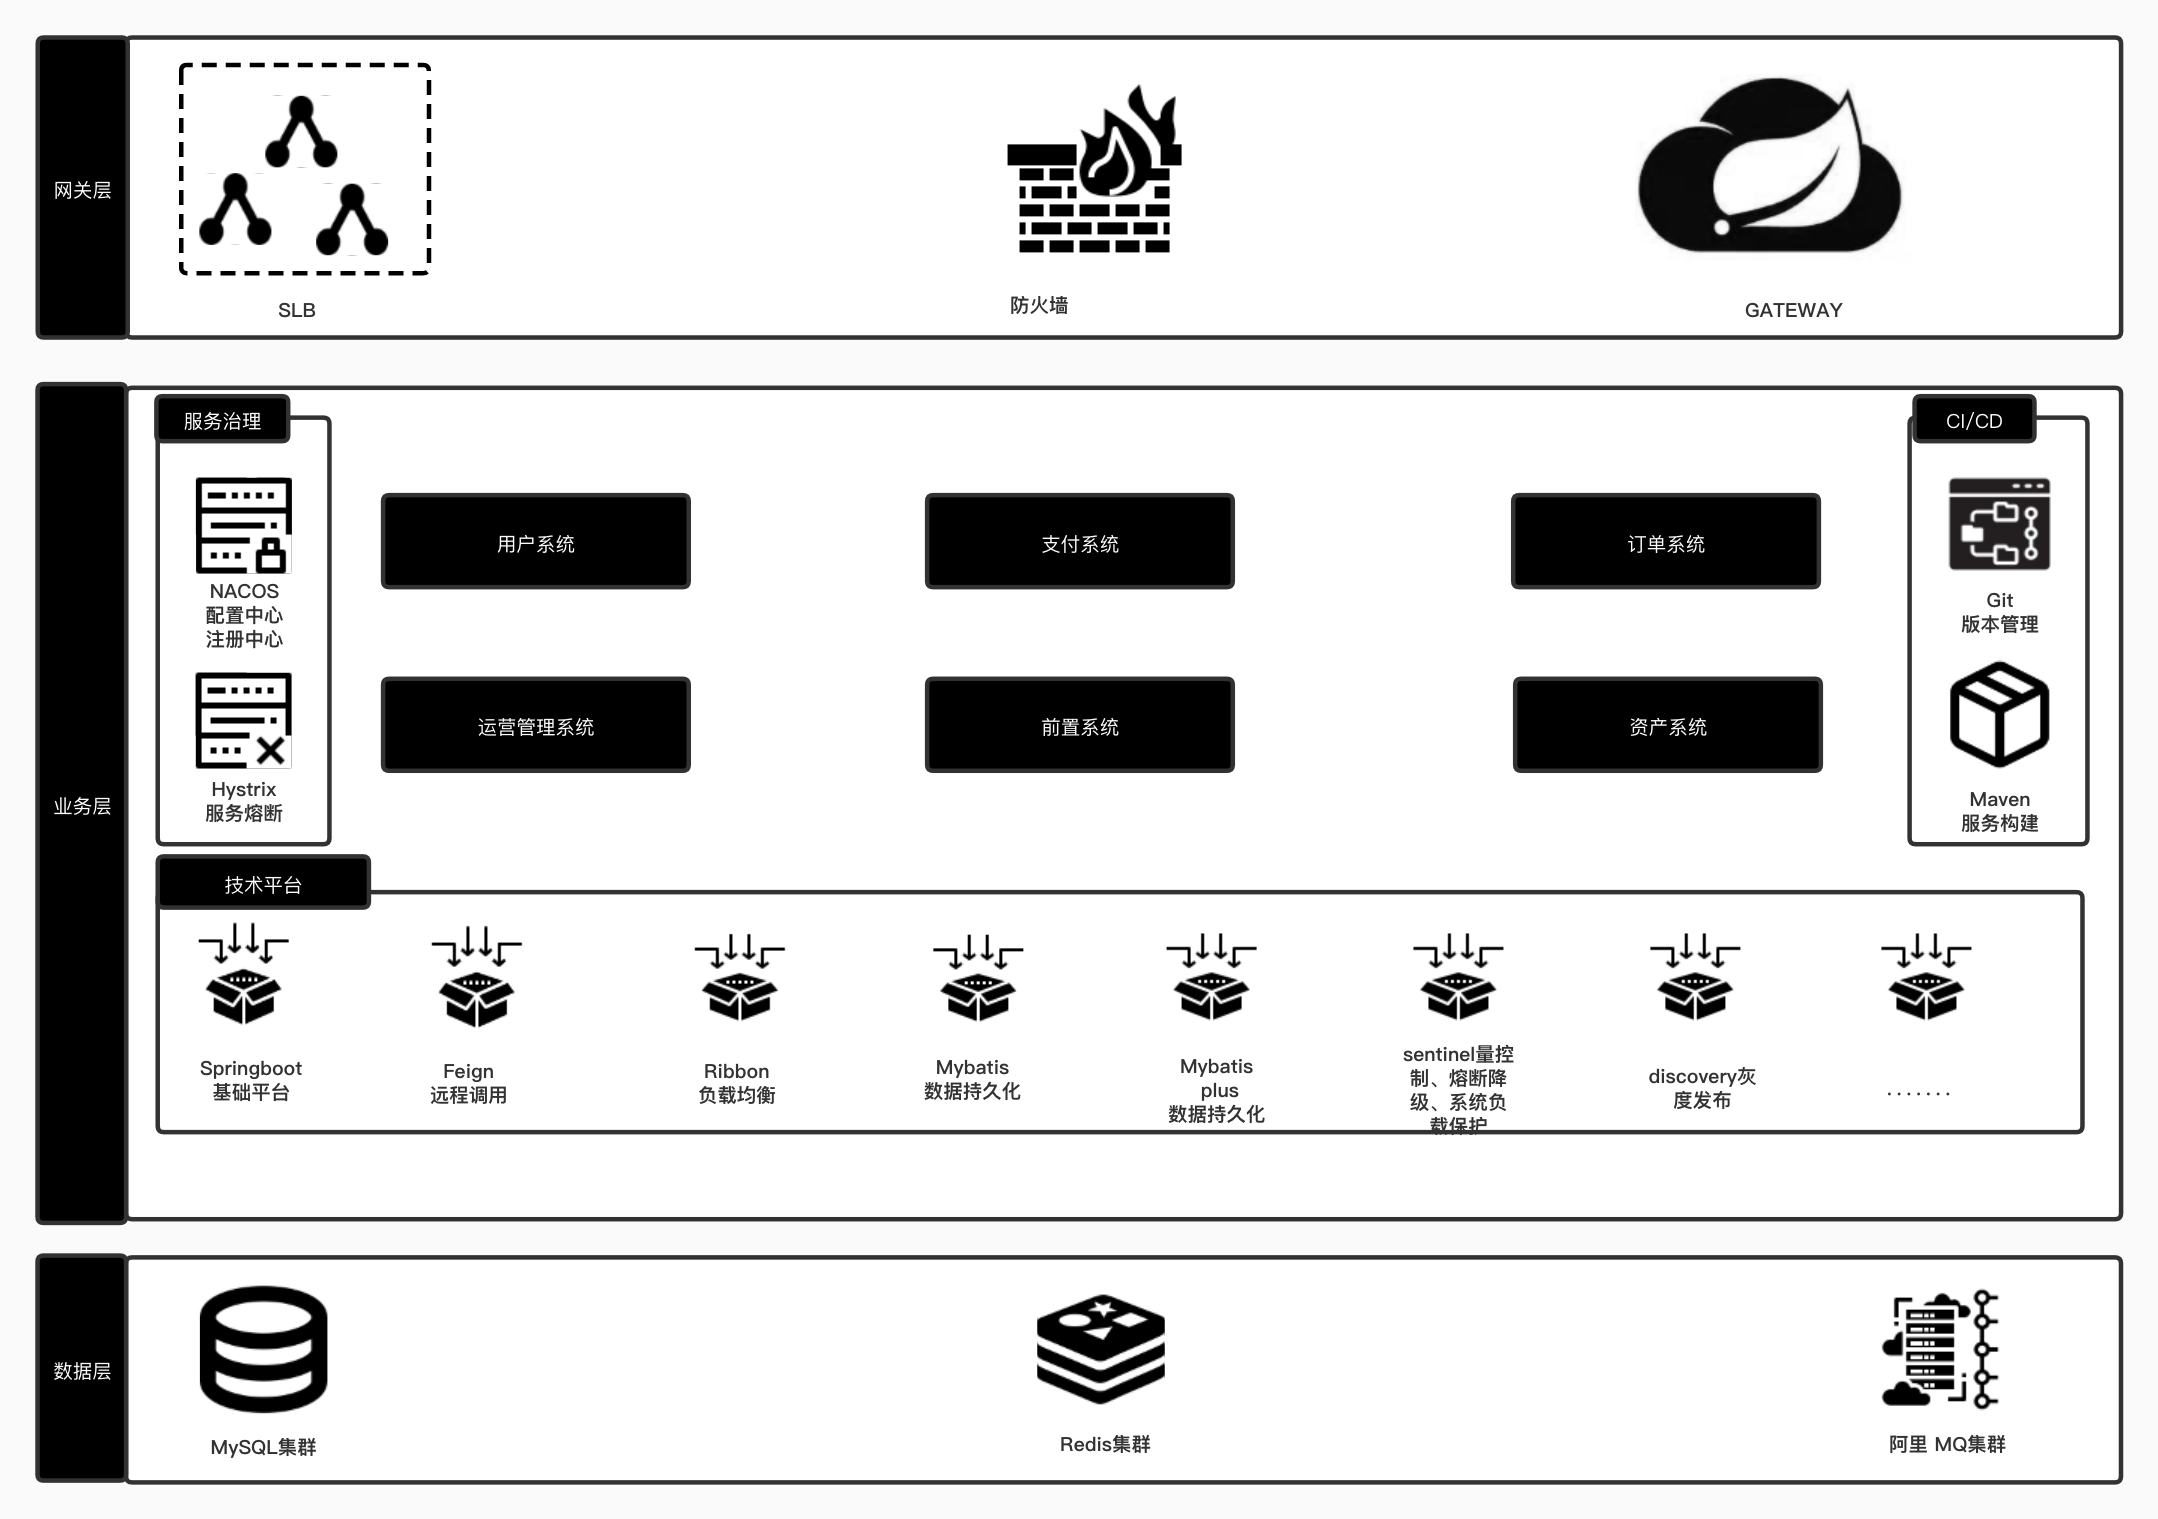 网关层
SLB
防火墙
GATEWAY
业务层
服务治理
NACOS
配置中心
注册中心
Hystrix
服务熔断
用户系统
支付系统
订单系统
运营管理系统
前置系统
资产系统
CI/CD
Git
版本管理
Maven
服务构建
技术平台
Springboot
基础平台
Feign
远程调用
Ribbon
负载均衡
Mybatis
数据持久化
Mybatis
plus
数据持久化
sentinel量控
制、熔断降
级、系统负
载保护
discovery灰
度发布
.......
数据层
MySQL集群
Redis集群
阿里 MQ集群